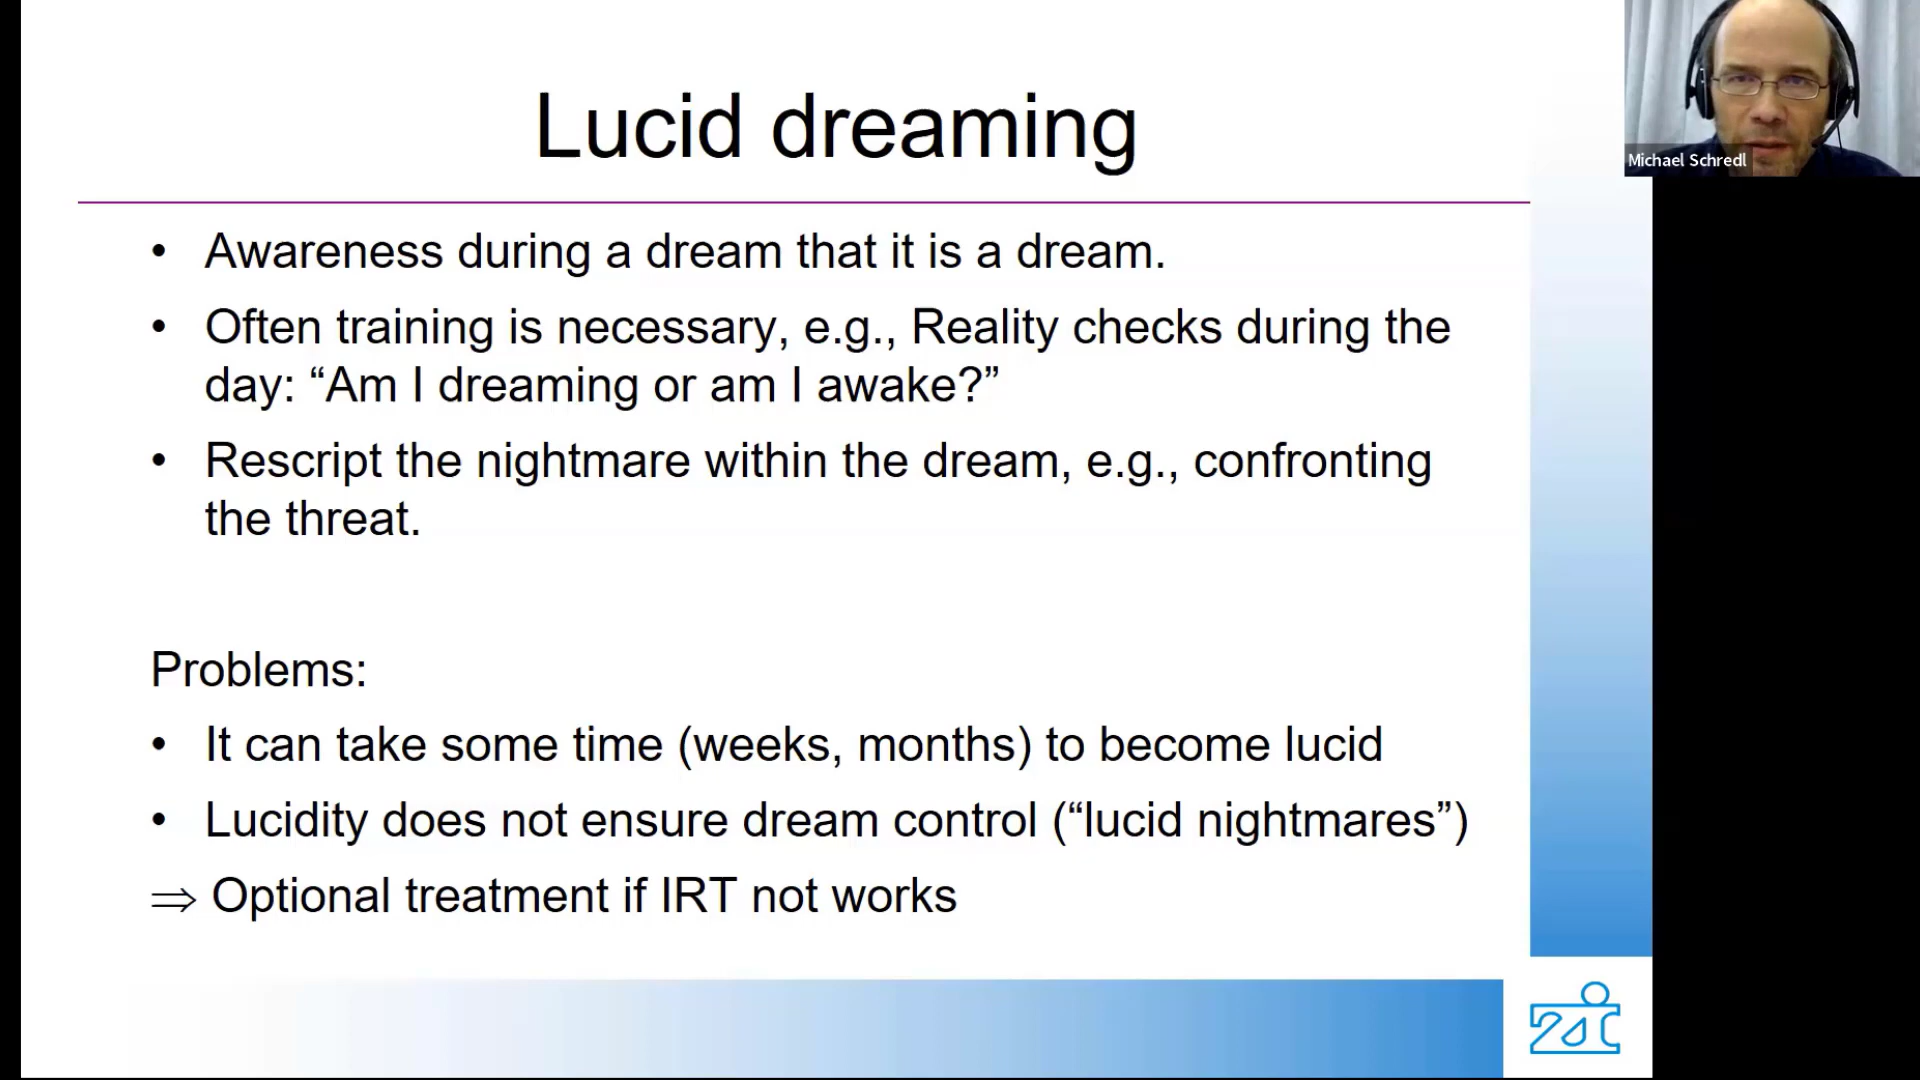 Lucid dreaming
Michael Schredl
• Awareness during a dream that it is a dream.
• Often training is necessary, e.g., Reality checks during the
day: “Am I dreaming or am I awake?”
• Rescript the nightmare within the dream, e.g., confronting
the threat.
Problems:
• It can take some time (weeks, months) to become lucid
• Lucidity does not ensure dream control (“lucid nightmares”)
⇒ Optional treatment if IRT not works
zi